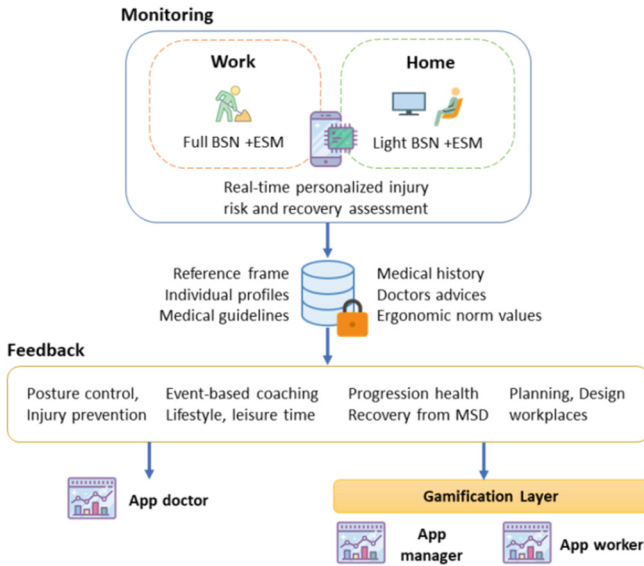 Monitoring
Work
Full BSN +ESM
Home
Light BSN +ESM
Real-time personalized injury
risk and recovery assessment
Reference frame
Individual profiles
Medical guidelines
Medical history
Doctors advices
Ergonomic norm values
Feedback
Posture control,
Injury prevention
Event-based coaching
Lifestyle, leisure time
Progression health
Recovery from MSD
Planning, Design
workplaces
App doctor
Gamification Layer
App
manager
App worker